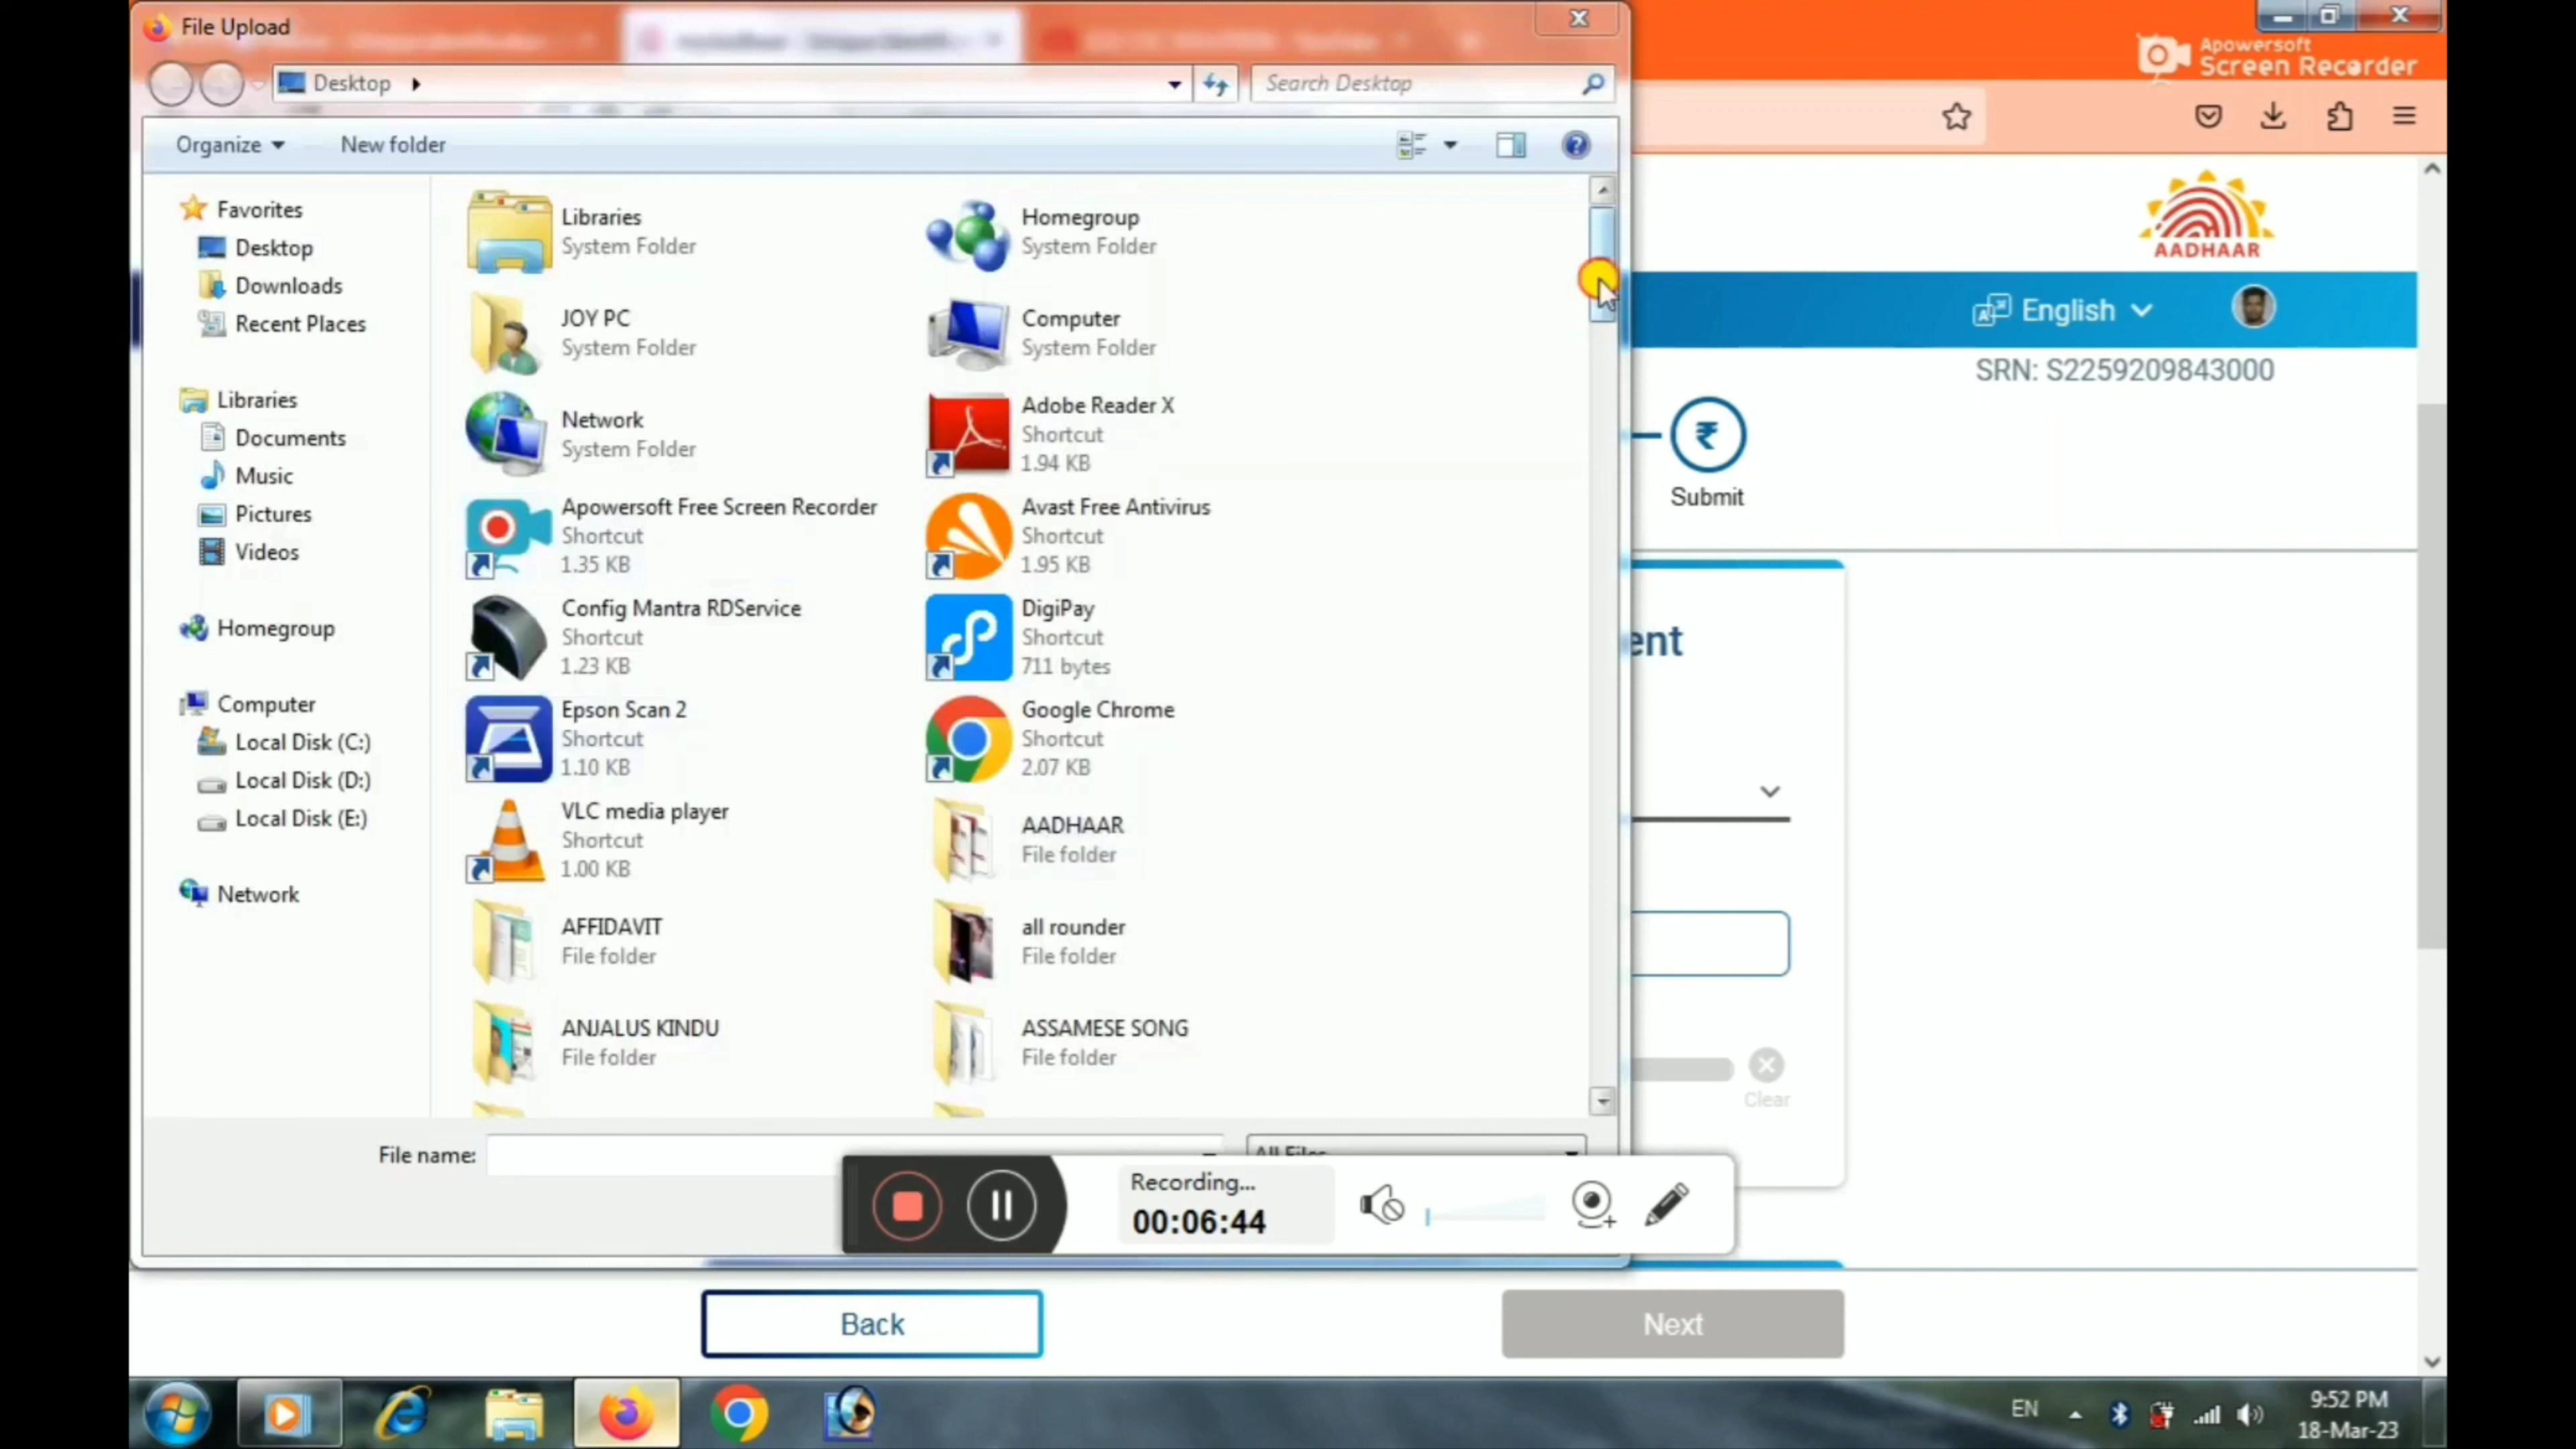 File Upload
Apowersoft
Screen Recorder
Desktop
Search Desktop
Organize
New folder
AADHAAR
English
SRN: S2259209843000
Submit
ent
Clear
Favorites
Desktop
Downloads
Recent Places
Libraries
Documents
Music
Pictures
Videos
Homegroup
Computer
Local Disk (C:)
Local Disk (D:)
Local Disk (E:)
Network
Libraries
System Folder
Homegroup
System Folder
JOY PC
System Folder
Computer
System Folder
Network
System Folder
Adobe Reader X
Shortcut
1.94 KB
Apowersoft Free Screen Recorder
Shortcut
1.35 KB
Avast Free Antivirus
Shortcut
1.95 KB
Config Mantra RDService
Shortcut
1.23 KB
DigiPay
Shortcut
711 bytes
Epson Scan 2
Shortcut
1.10 KB
Google Chrome
Shortcut
2.07 KB
VLC media player
Shortcut
1.00 KB
AADHAAR
File folder
AFFIDAVIT
File folder
all rounder
File folder
ANJALUS KINDU
File folder
ASSAMESE SONG
File folder
File name:
All Files
Recording...
00:06:44
Back
Next
EN
9:52 PM
18-Mar-23